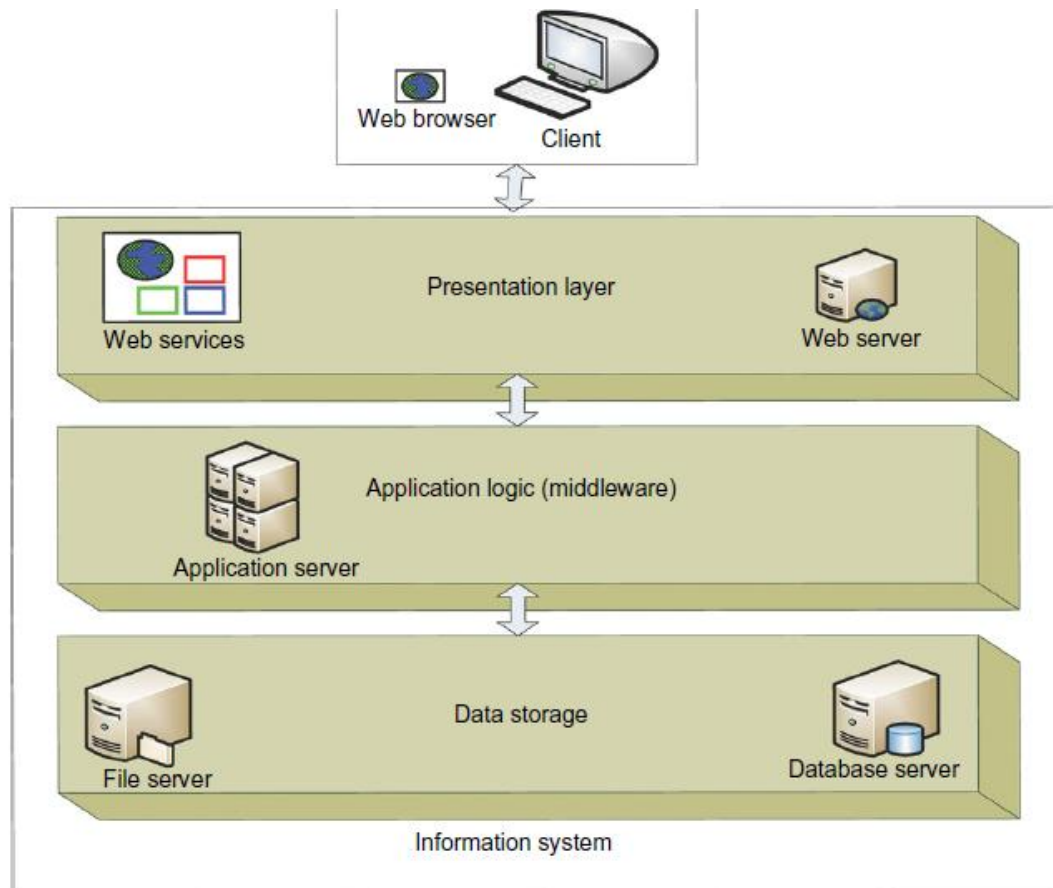 Web browser
Client
Presentation layer
Web services
Web server
Application logic (middleware)
Application server
Data storage
File server
Database server
Information system